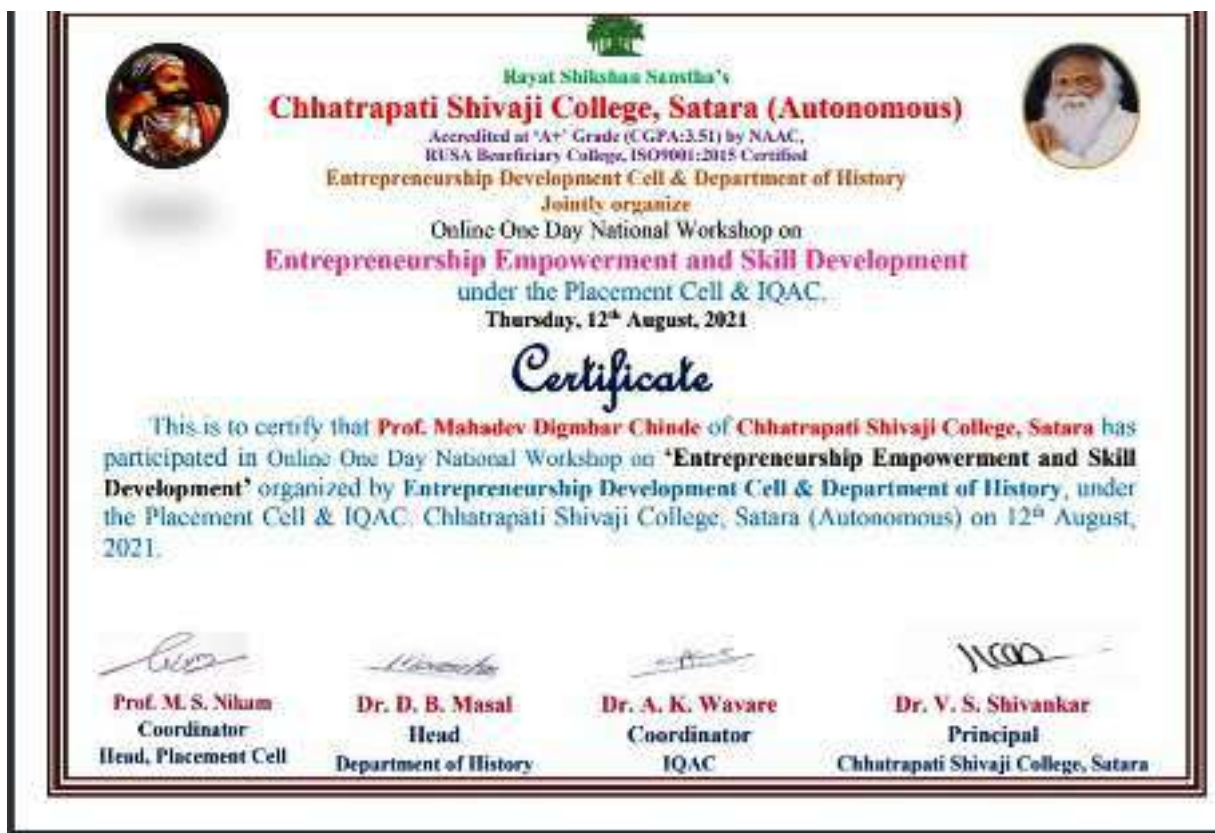 Rayat Shikshan Sanstha's
Chhatrapati Shivaji College, Satara (Autonomous)
Accredited at 'A+' Grade (CGPA:3.51) by NAAC,
RUSA Beneficiary College, ISO9001:2015 Certified
Entrepreneurship Development Cell & Department of History
Jointly organize
Online One Day National Workshop on
Entrepreneurship Empowerment and Skill Development
under the Placement Cell & IQAC.
Thursday, 12th August, 2021
Certificate
This is to certify that Prof. Mahadev Digmbar Chinde of Chhatrapati Shivaji College, Satara has
participated in Online One Day National Workshop on 'Entrepreneurship Empowerment and Skill
Development' organized by Entrepreneurship Development Cell & Department of History, under
the Placement Cell & IQAC. Chhatrapati Shivaji College, Satara (Autonomous) on 12th August,
2021.
Prof. M. S. Nikam Dr. D. B. Masal Dr. A. K. Wavare Dr. V. S. Shivankar
Coordinator Head Coordinator Principal
Head, Placement Cell Department of History IQAC Chhatrapati Shivaji College, Satara